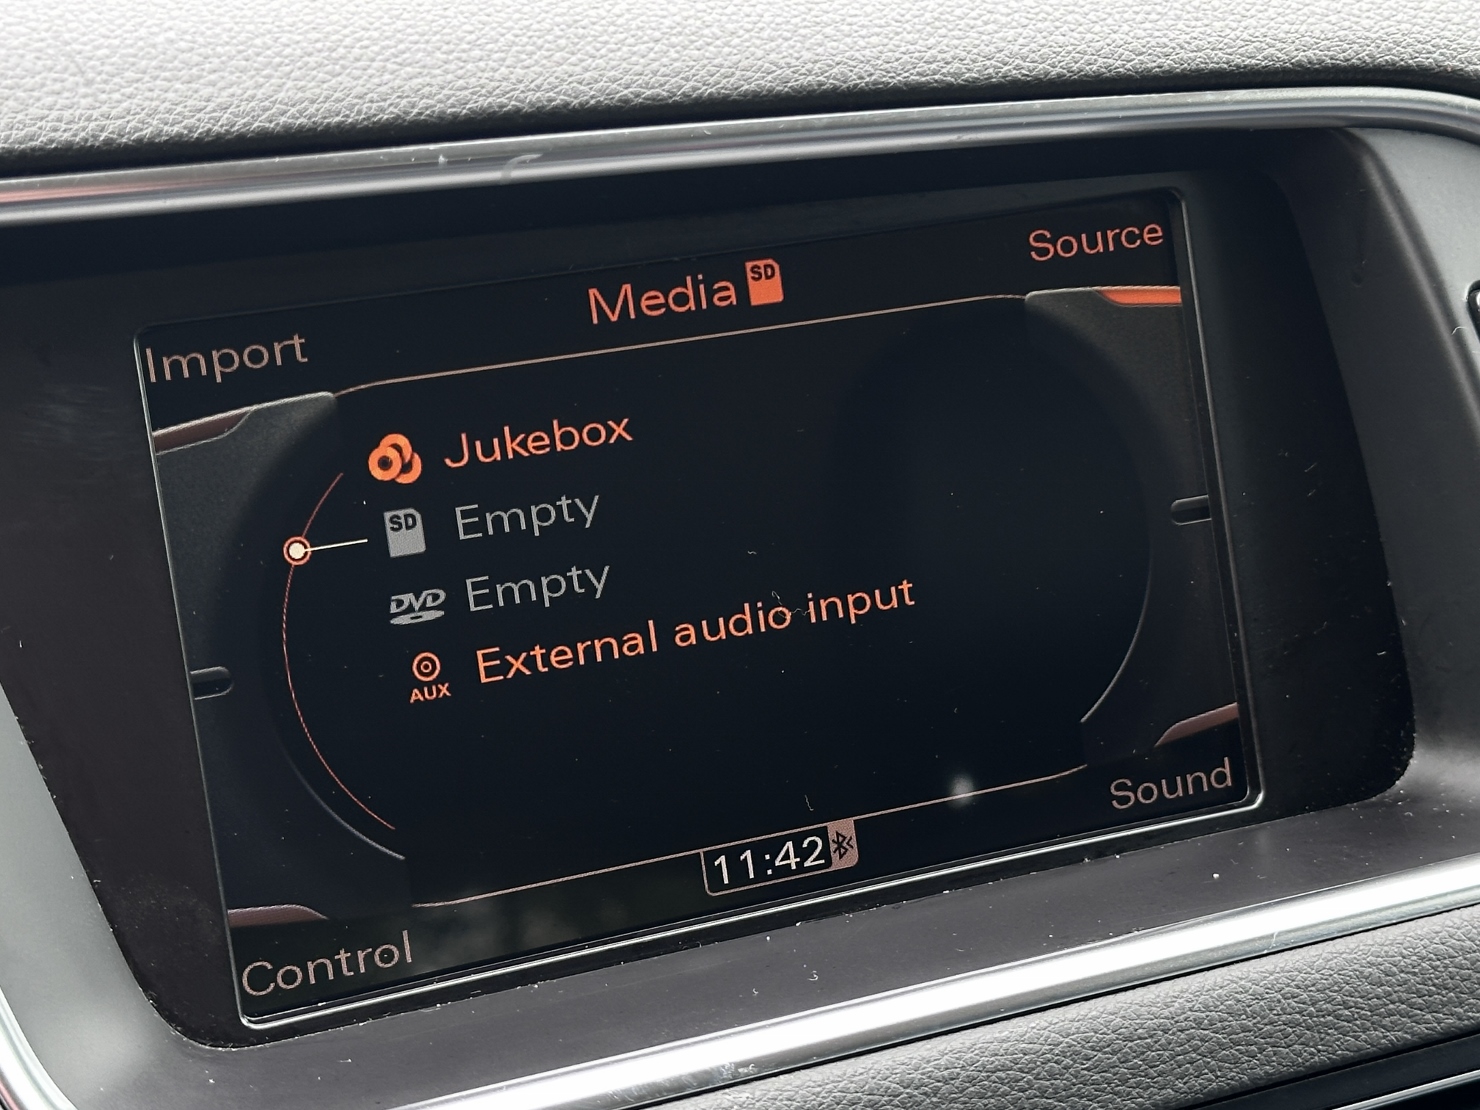 Source
Media SD
Import
Jukebox
SD Empty
DVD Empty
AUX External audio input
11:42
Sound
Control